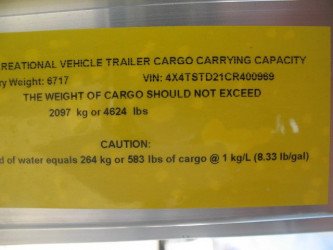 REATIONAL VEHICLE TRAILER CARGO CARRYING CAPACITY
ry Weight: 6717 VIN: 4X4TSTD21CR400969
THE WEIGHT OF CARGO SHOULD NOT EXCEED
2097 kg or 4624 lbs
CAUTION:
d of water equals 264 kg or 583 lbs of cargo @ 1 kg/L (8.33 lb/gal)